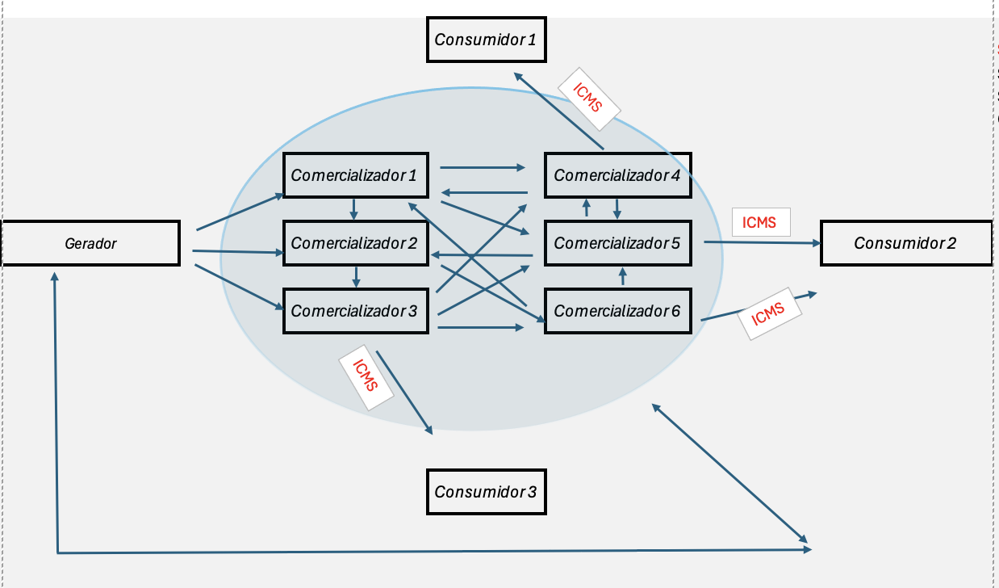 Consumidor 1
ICMS
Comercializador 1
Comercializador 4
Gerador
Comercializador 2
Comercializador 5
ICMS
Consumidor 2
Comercializador 3
Comercializador 6
ICMS
ICMS
Consumidor 3